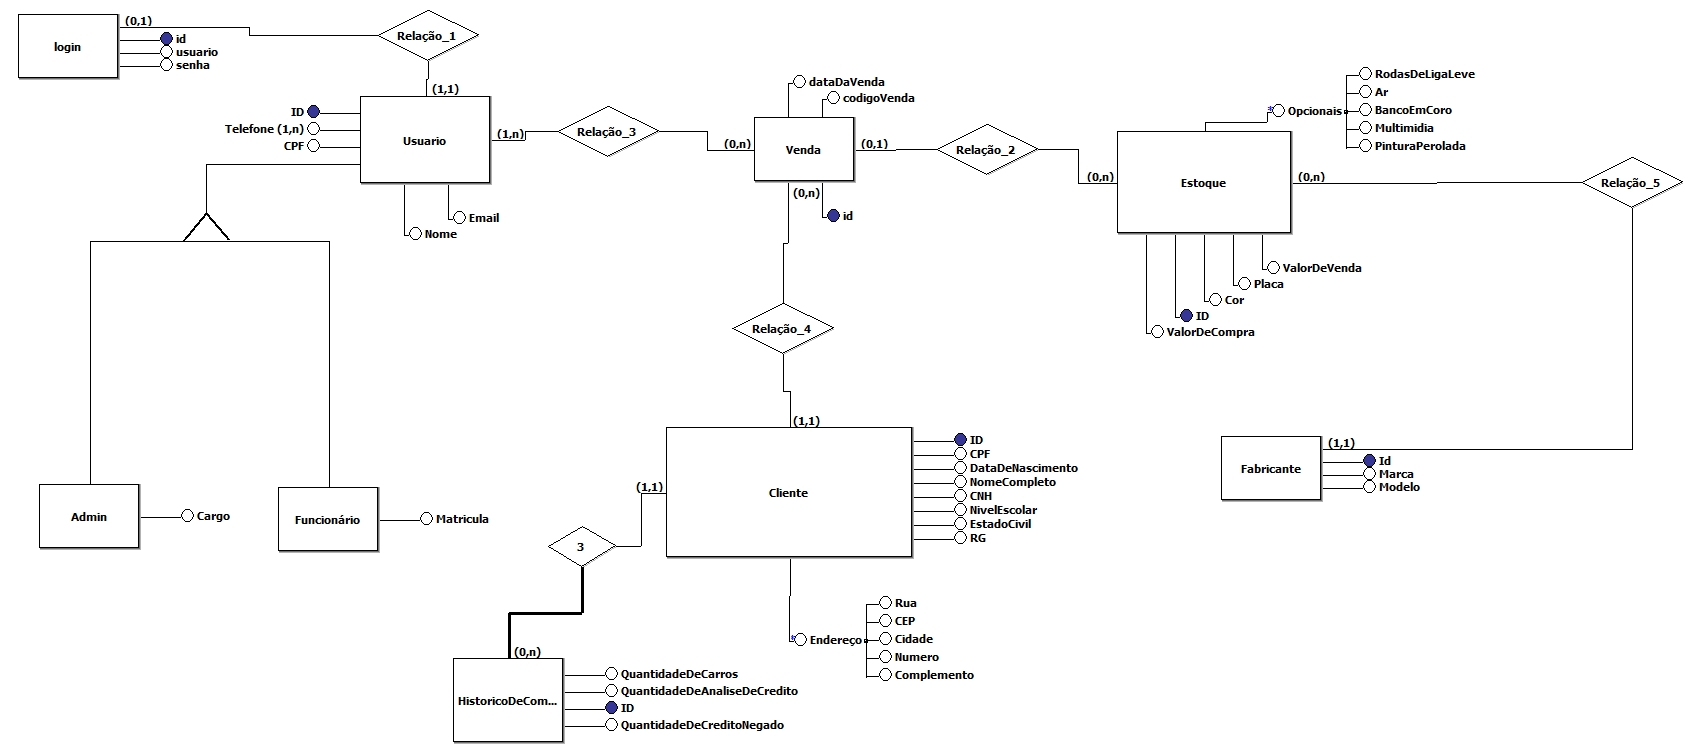 (0,1)
login
id
usuario
senha
Relação_1
(1,1)
ID
Telefone (1,n)
CPF
Usuario
(1,n)
Email
Nome
Relação_3
dataDaVenda
codigoVenda
(0,n)
Venda
(0,1)
(0,n)
id
Relação_2
(0,n)
Estoque
(0,n)
*
Opcionais
RodasDeLigaLeve
Ar
BancoEmCoro
Multimidia
PinturaPerolada
Relação_5
ValorDeVenda
Placa
Cor
ID
ValorDeCompra
Relação_4
(1,1)
Cliente
(1,1)
ID
CPF
DataDeNascimento
NomeCompleto
CNH
NivelEscolar
EstadoCivil
RG
(1,1)
Fabricante
Id
Marca
Modelo
Admin
Cargo
Funcionário
Matricula
3
*
Endereço
Rua
CEP
Cidade
Numero
Complemento
(0,n)
HistoricoDeCom...
QuantidadeDeCarros
QuantidadeDeAnaliseDeCredito
ID
QuantidadeDeCreditoNegado